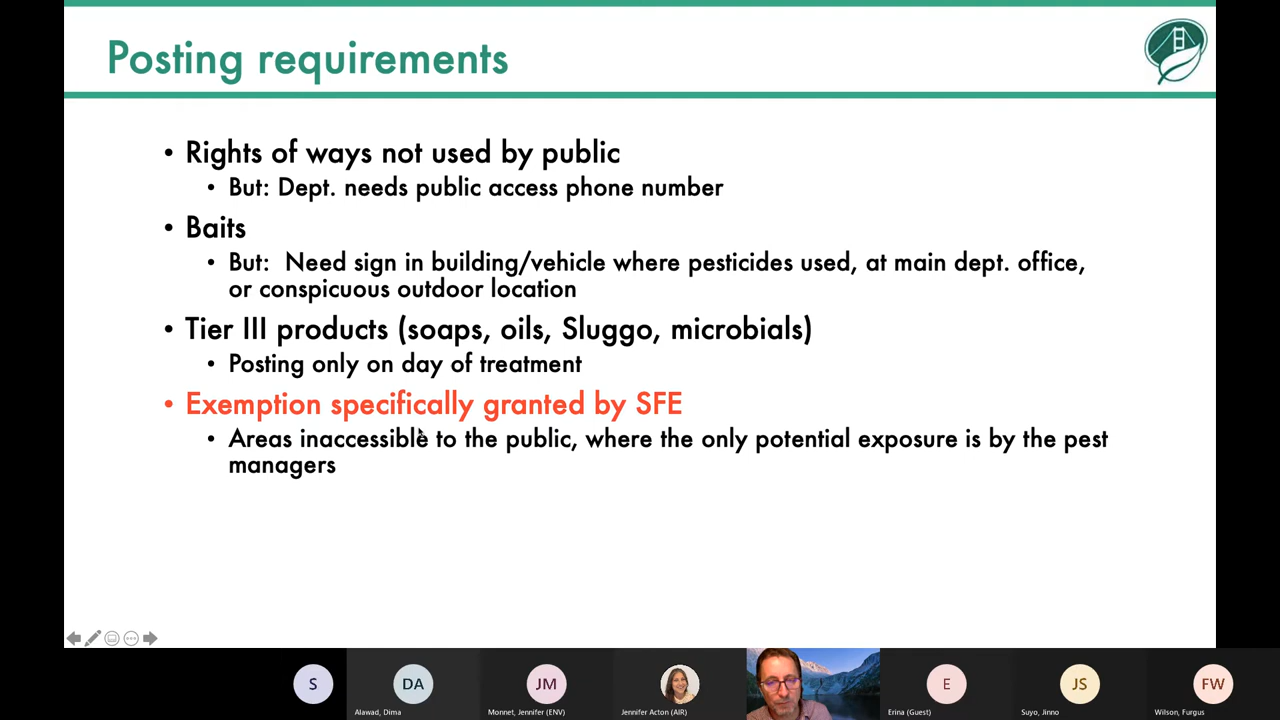 Posting requirements
• Rights of ways not used by public
• But: Dept. needs public access phone number
• Baits
• But:  Need sign in building/vehicle where pesticides used, at main dept. office,
or conspicuous outdoor location
• Tier III products (soaps, oils, Sluggo, microbials)
• Posting only on day of treatment
• Exemption specifically granted by SFE
• Areas inaccessible to the public, where the only potential exposure is by the pest
managers
S
DA
JM
E
JS
FW
Alawad, Dima
Monnet, Jennifer (ENV)
Jennifer Acton (AIR)
Erina (Guest)
Suyo, Jinno
Wilson, Furgus